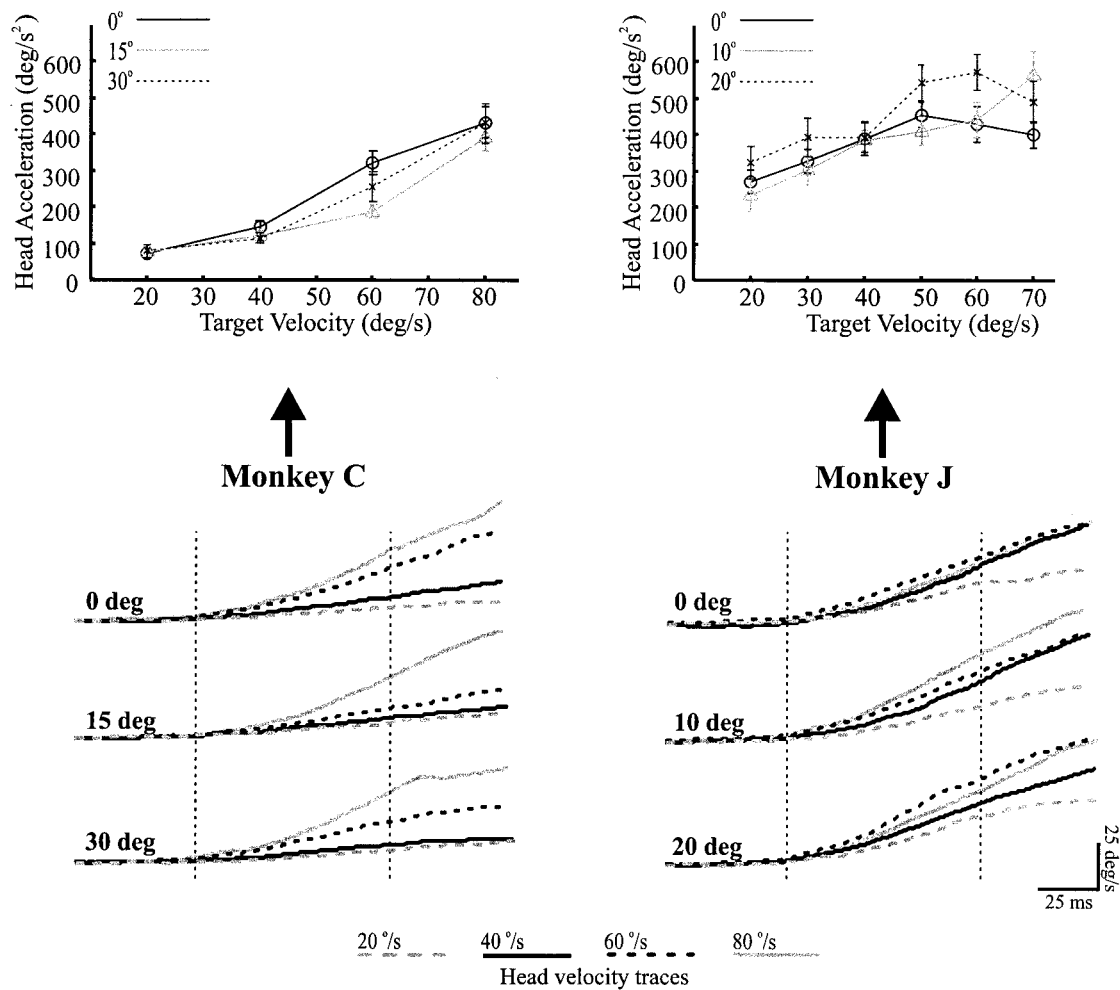 0°
15°
30°
Head Acceleration (deg/s²)
600
500
400
300
200
100
0
20 30 40 50 60 70 80
Target Velocity (deg/s)
0°
10°
20°
Head Acceleration (deg/s²)
600
500
400
300
200
100
0
20 30 40 50 60 70
Target Velocity (deg/s)
Monkey C
Monkey J
0 deg
15 deg
30 deg
0 deg
10 deg
20 deg
25 deg/s
25 ms
20 °/s 40 °/s 60 °/s 80 °/s
Head velocity traces